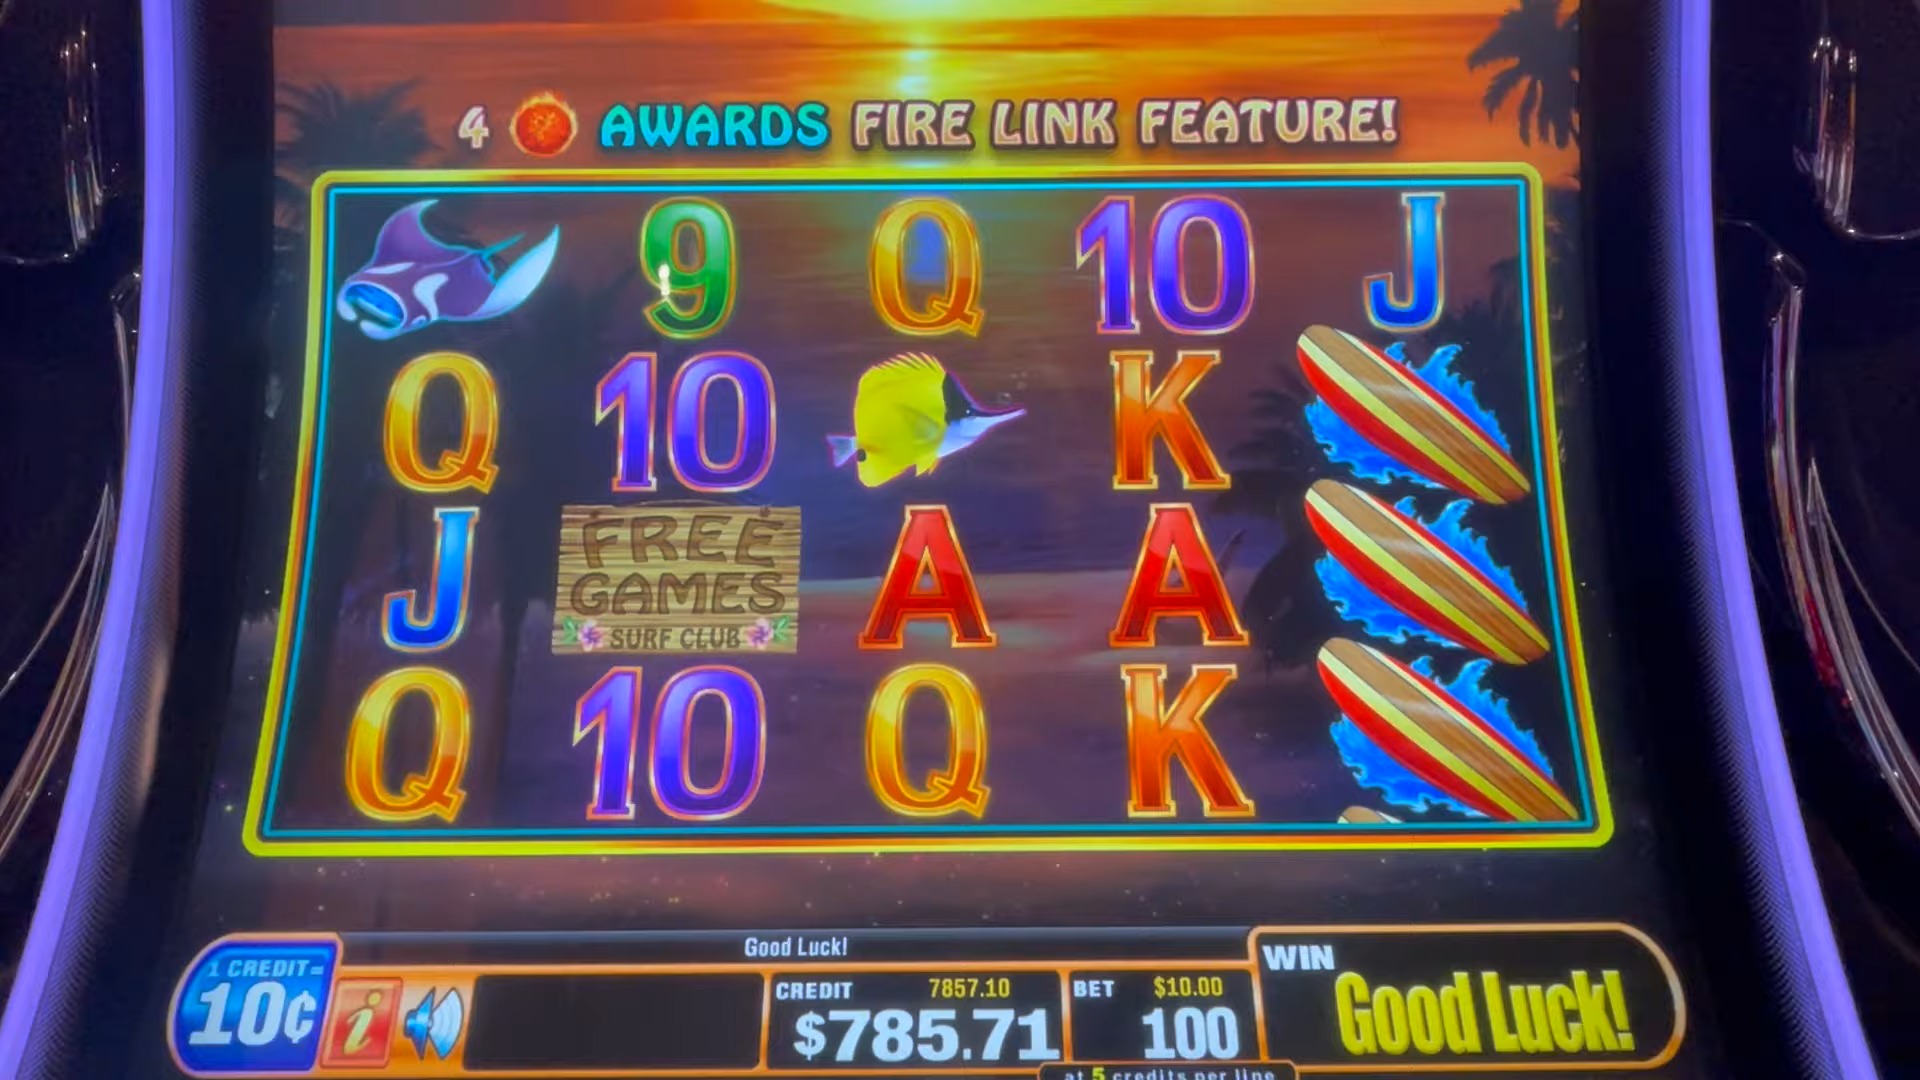 4 AWARDS FIRE LINK FEATURE!
9 Q 10 J
Q 10 K
J FREE GAMES SURF CLUB A A
Q 10 Q K
Good Luck!
1 CREDIT=
10¢
i
CREDIT 7857.10
$785.71
BET $10.00
100
WIN
Good Luck!
at 5 credits per line